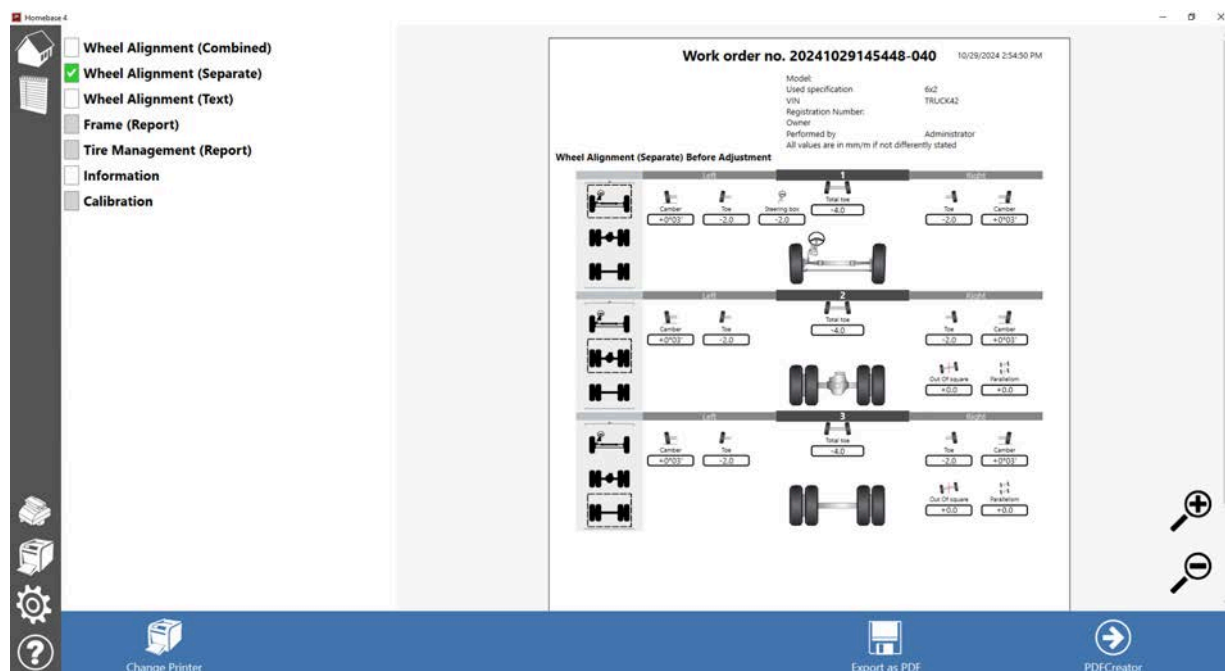 Homebase 4
Wheel Alignment (Combined)
Wheel Alignment (Separate)
Wheel Alignment (Text)
Frame (Report)
Tire Management (Report)
Information
Calibration
Work order no. 20241029145448-040 10/29/2024 2:54:50 PM
Model:
Used specification 6x2
VIN TRUCK42
Registration Number:
Owner
Performed by Administrator
All values are in mm/m if not differently stated
Wheel Alignment (Separate) Before Adjustment
Left 1 Right
Camber Toe Steering box Total toe Toe Camber
+0°03' -2.0 -2.0 -4.0 -2.0 +0°03'
Left 2 Right
Camber Toe Total toe Toe Camber
+0°03' -2.0 -4.0 -2.0 +0°03'
Out Of square Parallelism
+0.0 +0.0
Left 3 Right
Camber Toe Total toe Toe Camber
+0°03' -2.0 -4.0 -2.0 +0°03'
Out Of square Parallelism
+0.0 +0.0
Change Printer Export as PDF PDFCreator